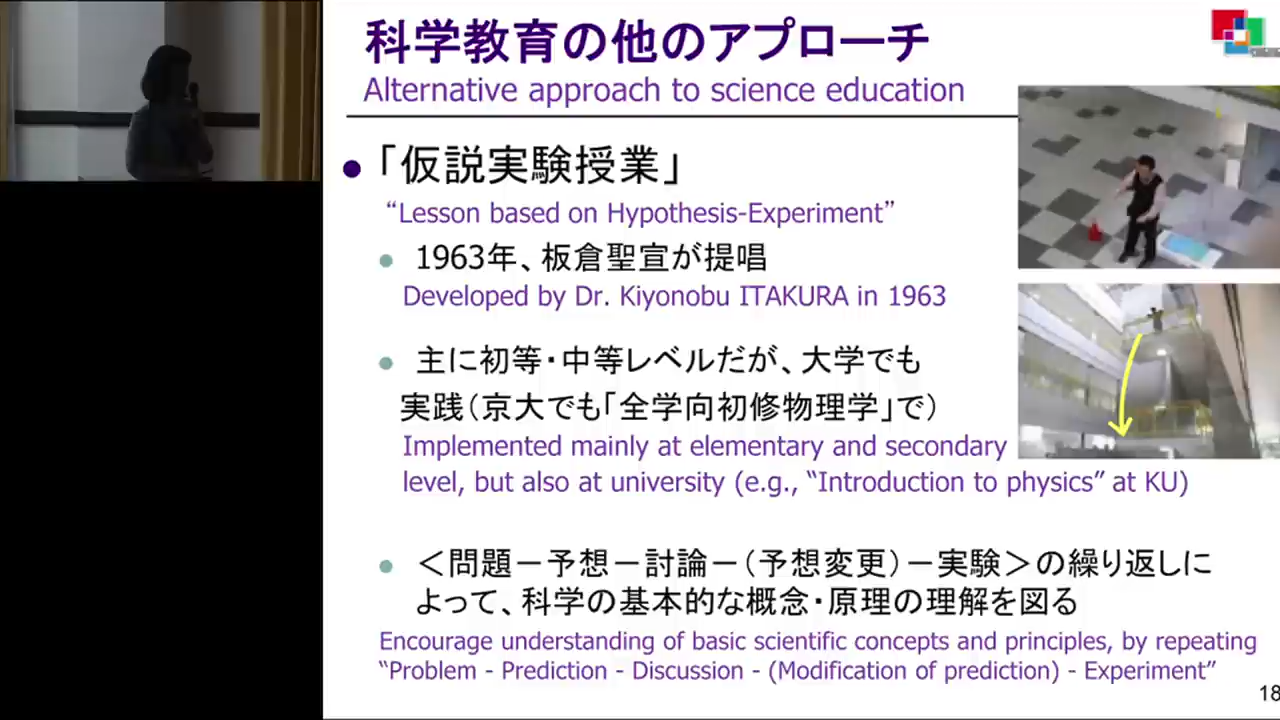 科学教育の他のアプローチ
Alternative approach to science education
「仮説実験授業」
“Lesson based on Hypothesis-Experiment”
1963年、板倉聖宣が提唱
Developed by Dr. Kiyonobu ITAKURA in 1963
主に初等・中等レベルだが、大学でも
実践（京大でも「全学向初修物理学」で）
Implemented mainly at elementary and secondary
level, but also at university (e.g., “Introduction to physics” at KU)
＜問題－予想－討論－（予想変更）－実験＞の繰り返しに
よって、科学の基本的な概念・原理の理解を図る
Encourage understanding of basic scientific concepts and principles, by repeating
“Problem - Prediction - Discussion - (Modification of prediction) - Experiment”
18